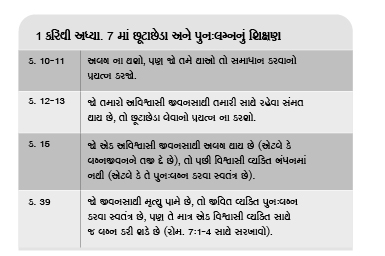 1 કરિંથી અધ્યા. 7 માં છૂટાછેડા અને પુનઃલગ્નનું શિક્ષણ
ક. 10-11
અલગ ના થશો, પણ જો તમે થાઓ તો સમાધાન કરવાનો
પ્રયત્ન કરજો.
ક. 12-13
જો તમારો અવિશ્વાસી જીવનસાથી તમારી સાથે રહેવા સંમત
થાય છે, તો છૂટાછેડા લેવાનો પ્રયત્ન ના કરશો.
ક. 15
જો એક અવિશ્વાસી જીવનસાથી અલગ થાય છે (એટલે કે
લગ્નજીવનને તજી દે છે), તો પછી વિશ્વાસી વ્યક્તિ બંધનમાં
નથી (એટલે કે તે પુનઃલગ્ન કરવા સ્વતંત્ર છે).
ક. 39
જો જીવનસાથી મૃત્યુ પામે છે, તો જીવિત વ્યક્તિ પુનઃલગ્ન
કરવા સ્વતંત્ર છે, પણ તે માત્ર એક વિશ્વાસી વ્યક્તિ સાથે
જ લગ્ન કરી શકે છે (રોમ. 7:1-4 સાથે સરખાવો).